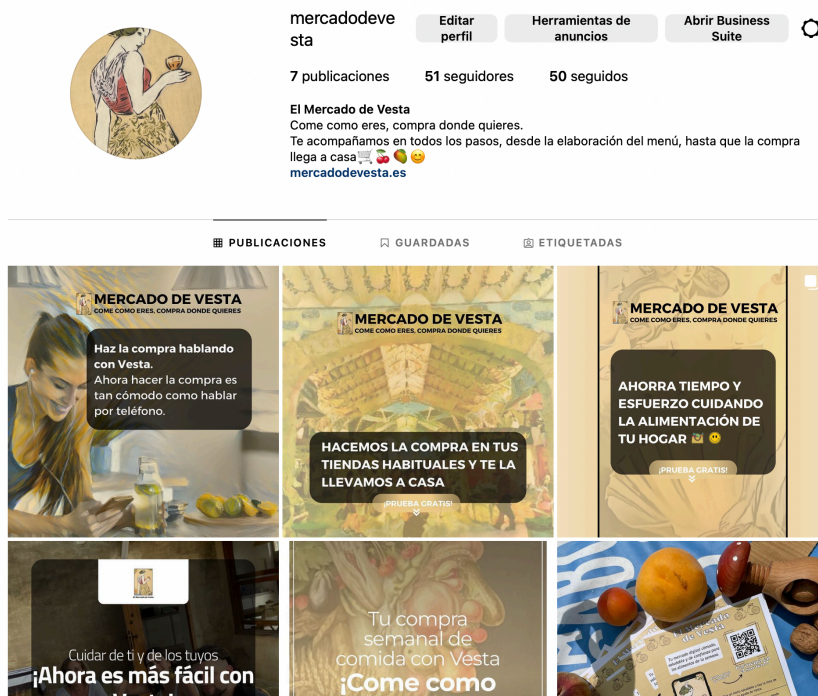 mercadodeve
sta
Editar
perfil
Herramientas de
anuncios
Abrir Business
Suite
7 publicaciones 51 seguidores 50 seguidos
El Mercado de Vesta
Come como eres, compra donde quieres.
Te acompañamos en todos los pasos, desde la elaboración del menú, hasta que la compra
llega a casa🛒🍒🥭😊
mercadodevesta.es
PUBLICACIONES
GUARDADAS
ETIQUETADAS
MERCADO DE VESTA
COME COMO ERES, COMPRA DONDE QUIERES
Haz la compra hablando
con Vesta.
Ahora hacer la compra es
tan cómodo como hablar
por teléfono.
MERCADO DE VESTA
COME COMO ERES, COMPRA DONDE QUIERES
HACEMOS LA COMPRA EN TUS
TIENDAS HABITUALES Y TE LA
LLEVAMOS A CASA
¡PRUEBA GRATIS!
MERCADO DE VESTA
COME COMO ERES, COMPRA DONDE QUIERES
AHORRA TIEMPO Y
ESFUERZO CUIDANDO
LA ALIMENTACIÓN DE
TU HOGAR
¡PRUEBA GRATIS!
El Mercado de Vesta
Cuidar de ti y de los tuyos
¡Ahora es más fácil con
Tu compra
semanal de
comida con Vesta
¡Come como
Mercado
de Vesta